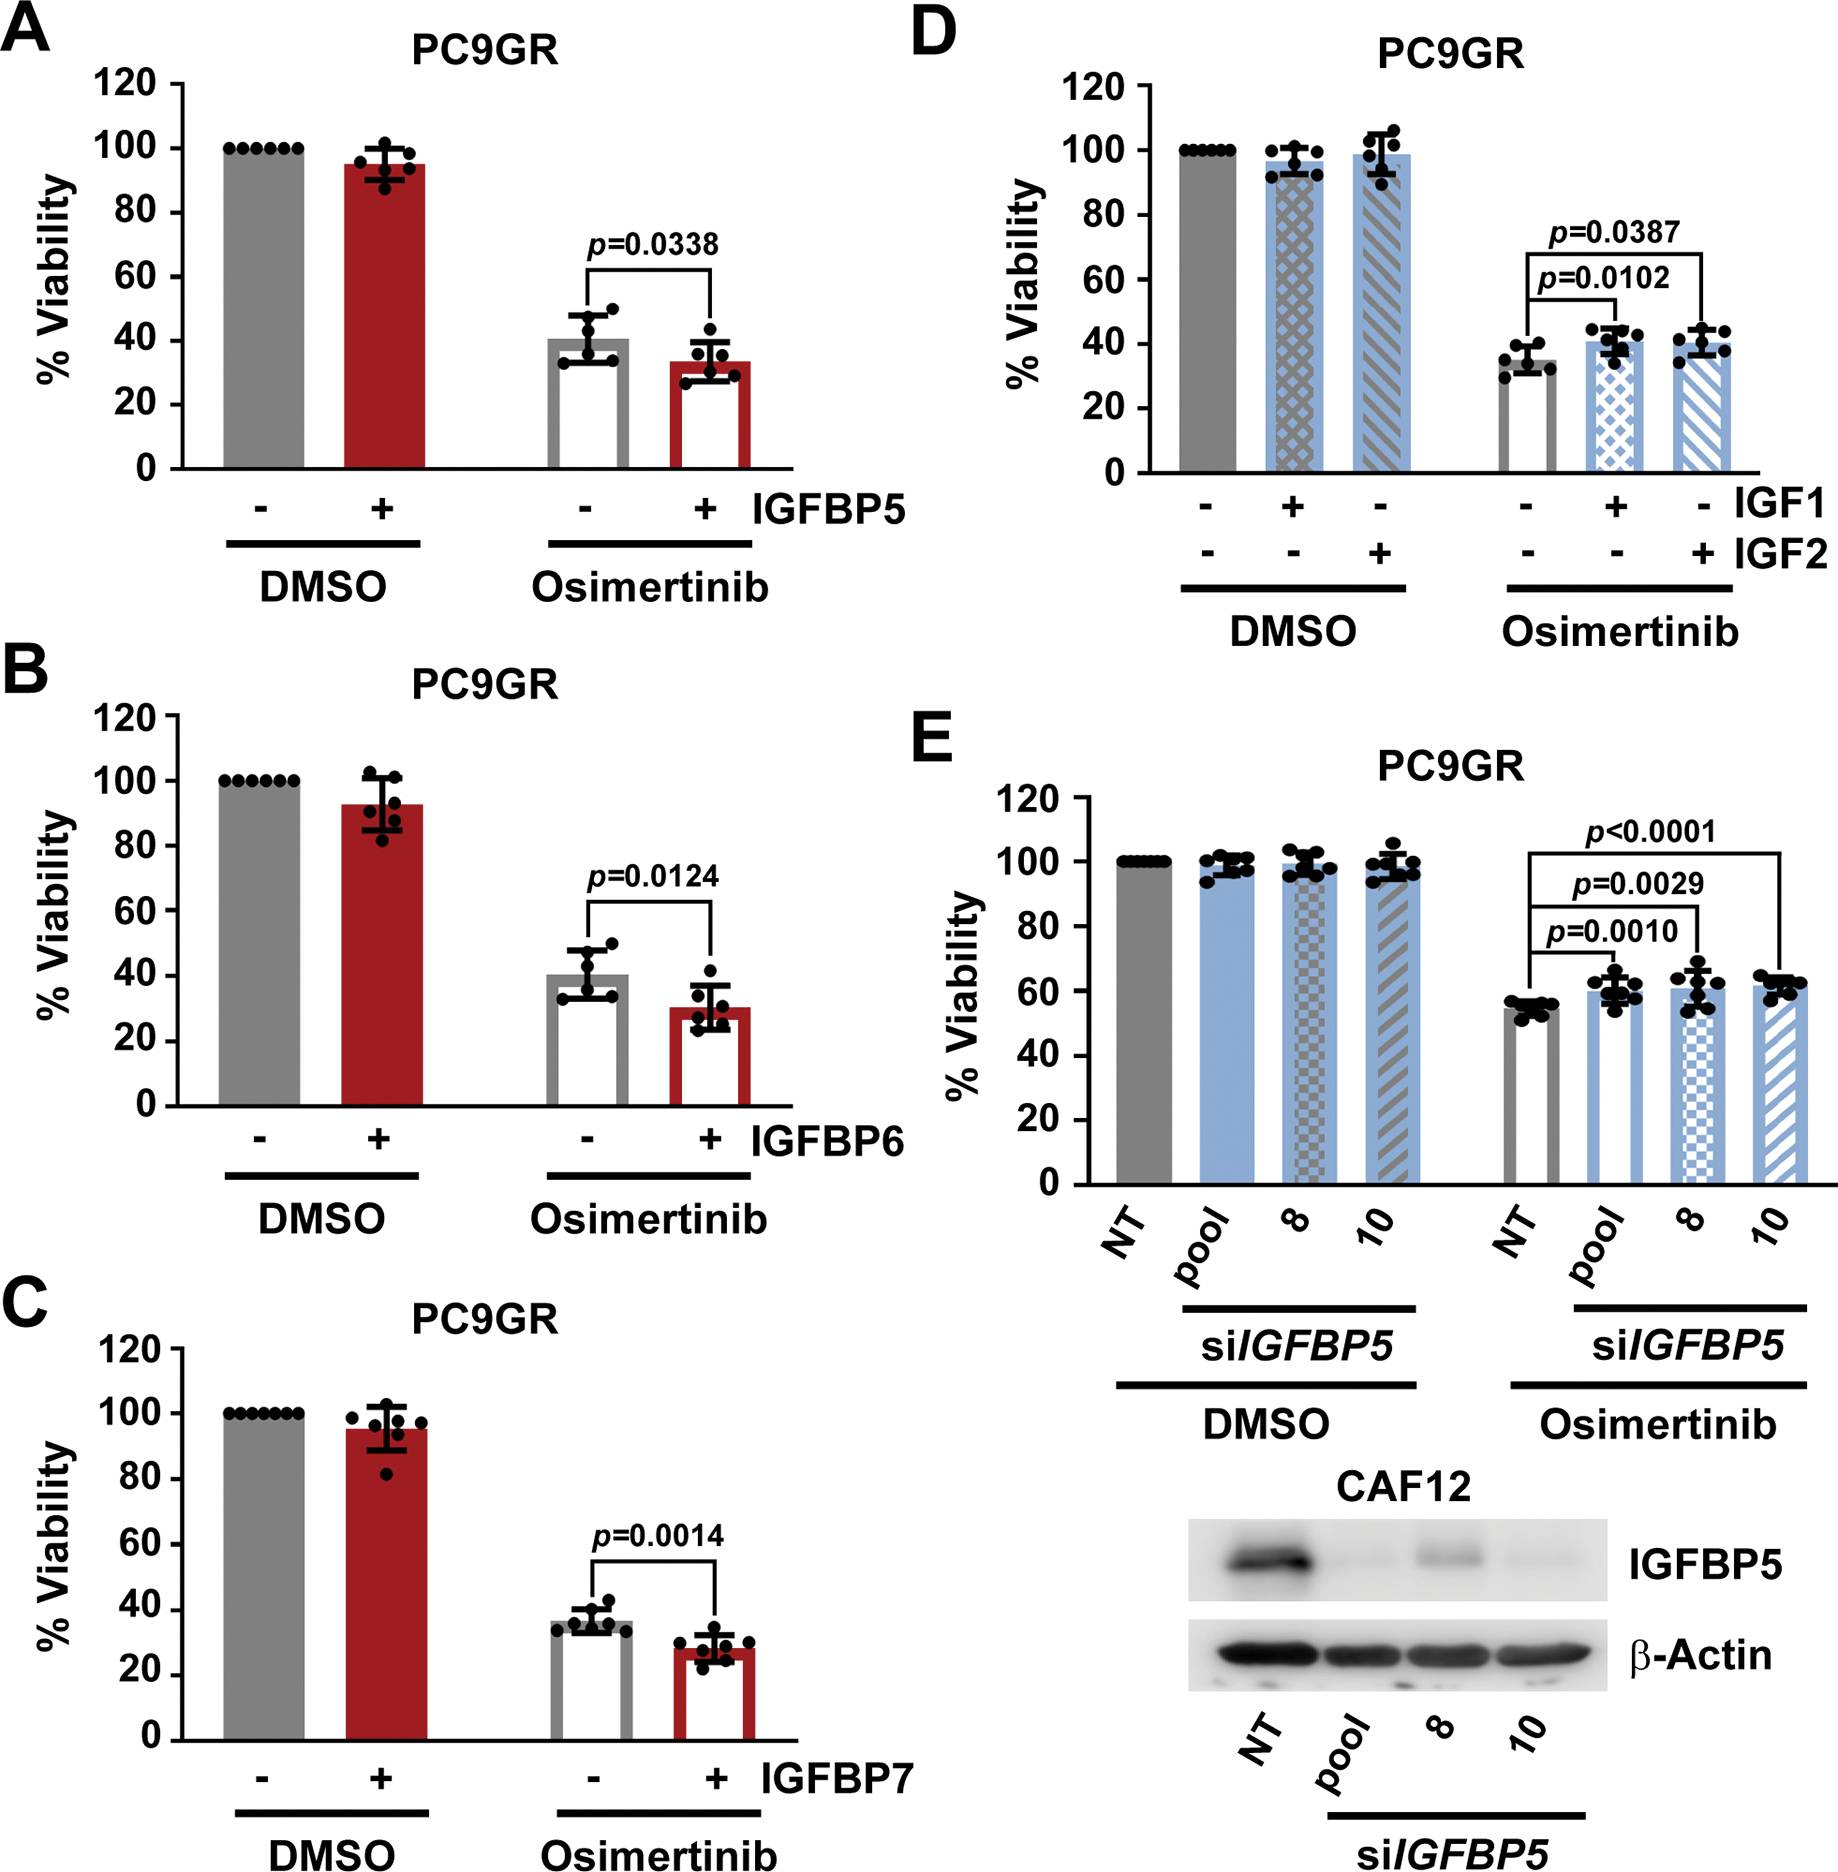 A
PC9GR
120
100
80
60
40
20
0
% Viability
p=0.0338
- + - + IGFBP5
DMSO Osimertinib
B
PC9GR
120
100
80
60
40
20
0
% Viability
p=0.0124
- + - + IGFBP6
DMSO Osimertinib
C
PC9GR
120
100
80
60
40
20
0
% Viability
p=0.0014
- + - + IGFBP7
DMSO Osimertinib
D
PC9GR
120
100
80
60
40
20
0
% Viability
p=0.0387
p=0.0102
- + - - + - IGF1
- - + - - + IGF2
DMSO Osimertinib
E
PC9GR
120
100
80
60
40
20
0
% Viability
p<0.0001
p=0.0029
p=0.0010
NT pool 8 10 NT pool 8 10
siIGFBP5 siIGFBP5
DMSO Osimertinib
CAF12
IGFBP5
β-Actin
NT pool 8 10
siIGFBP5